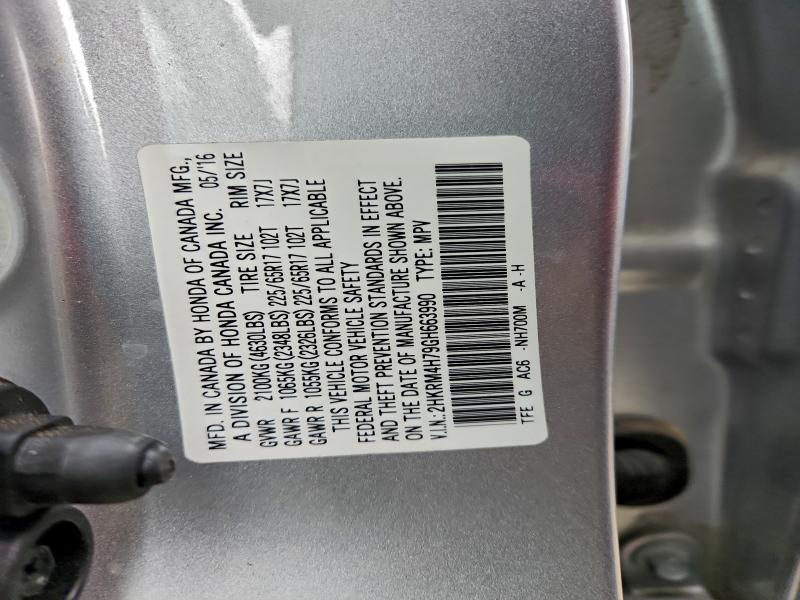 MFD. IN CANADA BY HONDA OF CANADA MFG.,
A DIVISION OF HONDA CANADA INC. 05/'16
GVWR 2100KG(4630LBS) TIRE SIZE RIM SIZE
GAWR F 1065KG(2348LBS) 225/65R17 102T 17X7J
GAWR R 1055KG(2326LBS) 225/65R17 102T 17X7J
THIS VEHICLE CONFORMS TO ALL APPLICABLE
FEDERAL MOTOR VEHICLE SAFETY
AND THEFT PREVENTION STANDARDS IN EFFECT
ON THE DATE OF MANUFACTURE SHOWN ABOVE.
V.I.N.:2HKRM4H79GH663990 TYPE: MPV
TFE G AC6 -NH700M -A -H